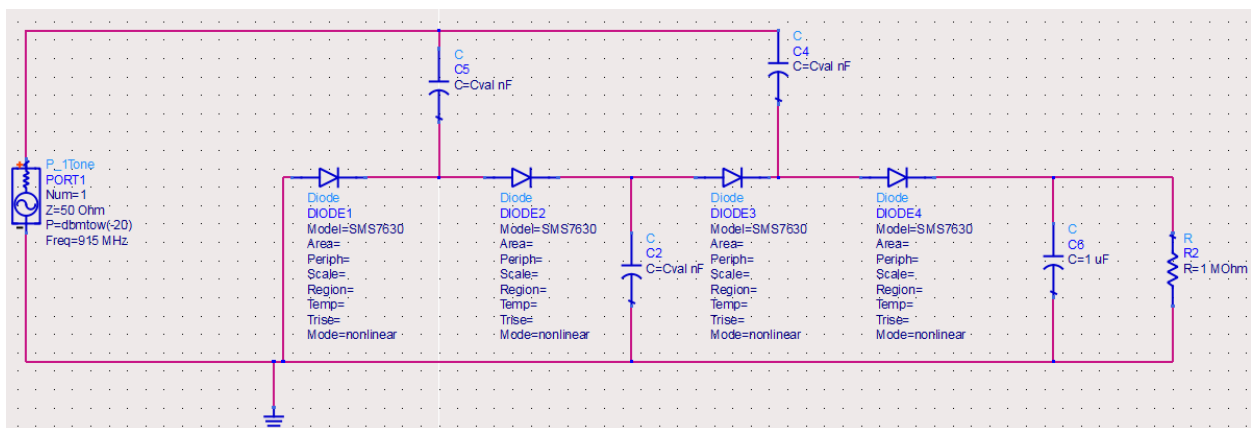 C
C5
C=Cval nF
C
C4
C=Cval nF
P_1Tone
PORT1
Num=1
Z=50 Ohm
P=dbmtow(-20)
Freq=915 MHz
Diode
DIODE1
Model=SMS7630
Area=
Periph=
Scale=
Region=
Temp=
Trise=
Mode=nonlinear
Diode
DIODE2
Model=SMS7630
Area=
Periph=
Scale=
Region=
Temp=
Trise=
Mode=nonlinear
C
C2
C=Cval nF
Diode
DIODE3
Model=SMS7630
Area=
Periph=
Scale=
Region=
Temp=
Trise=
Mode=nonlinear
Diode
DIODE4
Model=SMS7630
Area=
Periph=
Scale=
Region=
Temp=
Trise=
Mode=nonlinear
C
C6
C=1 uF
R
R2
R=1 MOhm